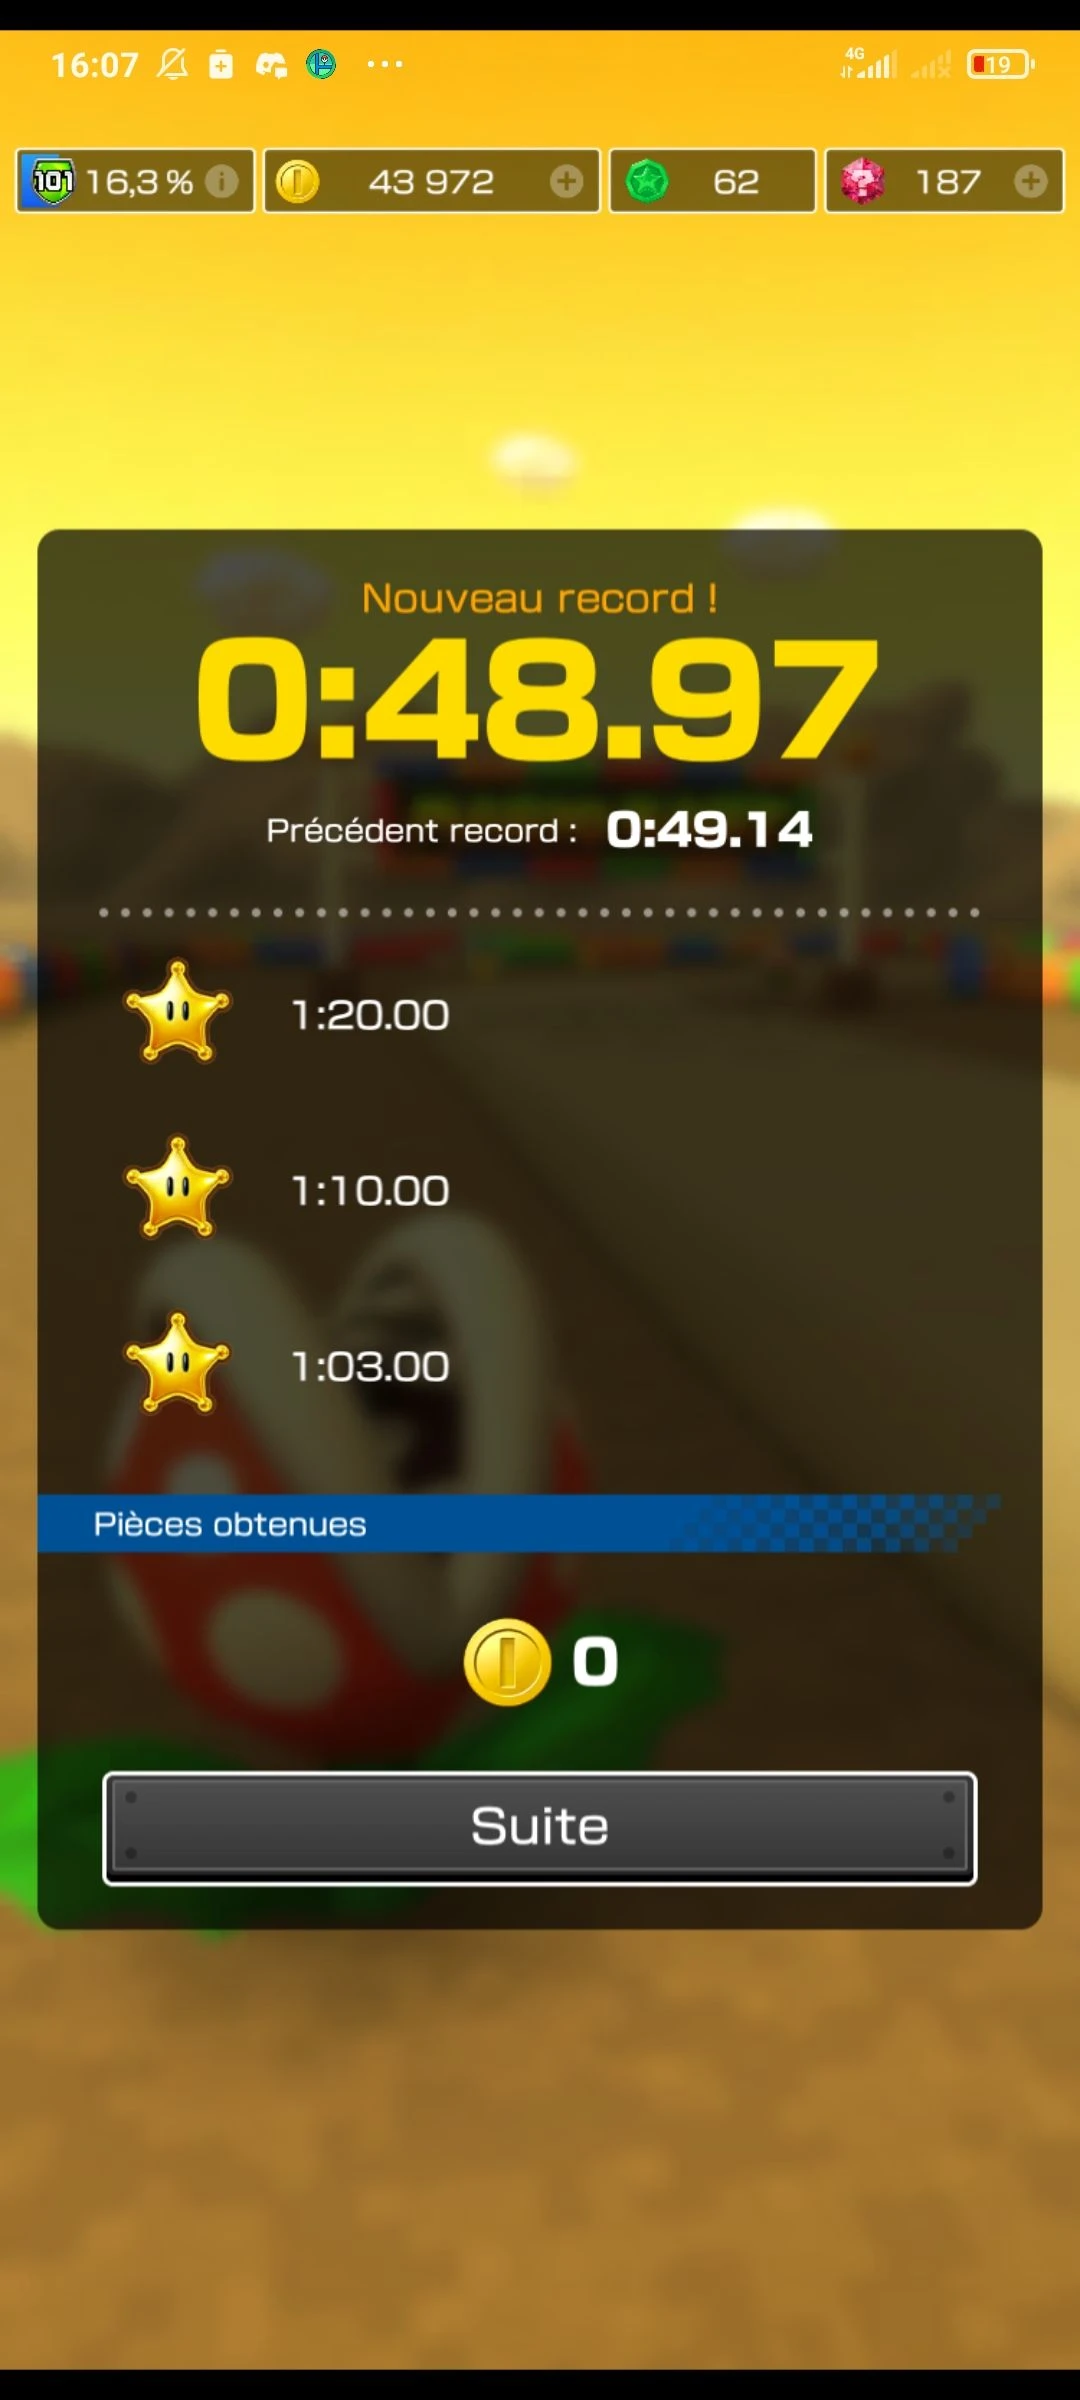 16:07 4G 19
101 16,3 % 43 972 62 187
Nouveau record !
0:48.97
Précédent record : 0:49.14
1:20.00
1:10.00
1:03.00
Pièces obtenues
0
Suite